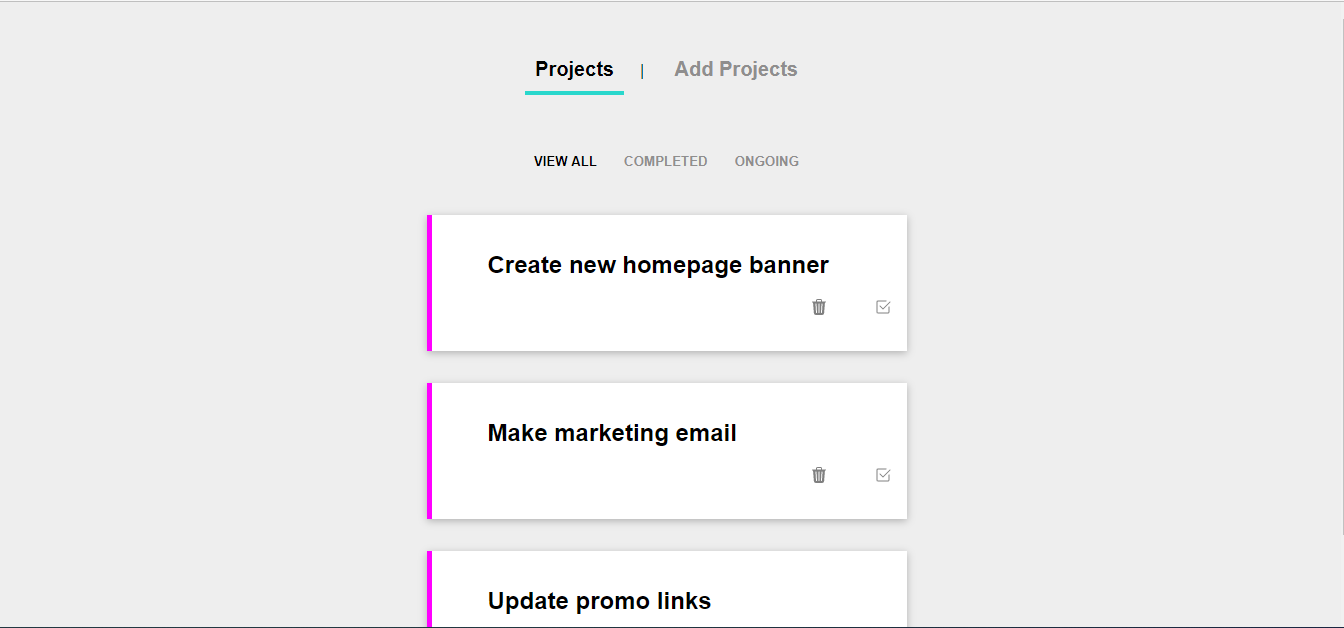 Projects | Add Projects
VIEW ALL COMPLETED ONGOING
Create new homepage banner
Make marketing email
Update promo links